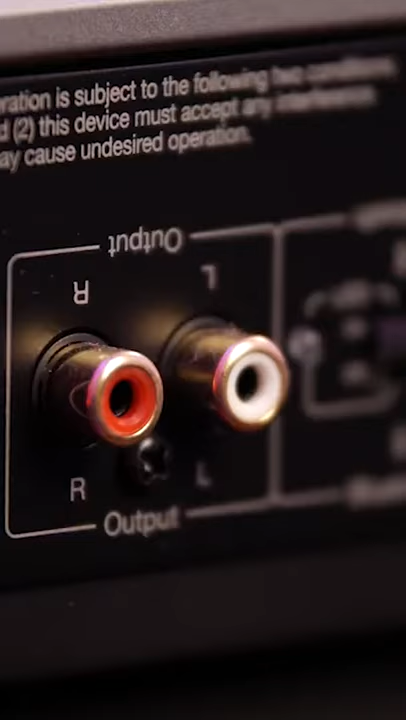 eration is subject to the following two conditions
d (2) this device must accept any interference
ay cause undesired operation.
Output
R L
R L
Output